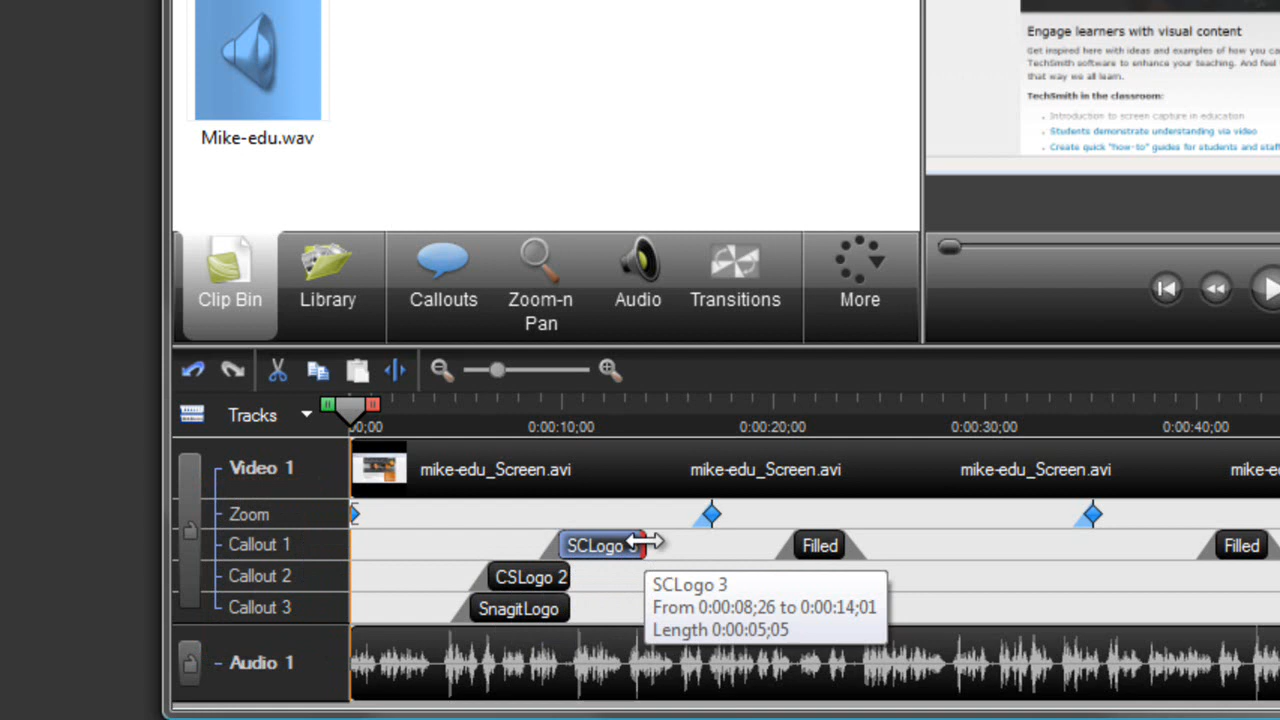 Engage learners with visual content
Get inspired here with ideas and examples of how you ca
TechSmith software to enhance your teaching. And feel
that way we all learn.
TechSmith in the classroom:
Introduction to screen capture in education
Students demonstrate understanding via video
Create quick "how-to" guides for students and staff
Mike-edu.wav
Clip Bin
Library
Callouts
Zoom-n
Pan
Audio
Transitions
More
Tracks
00;00
0:00:10;00
0:00:20;00
0:00:30;00
0:00:40;00
Video 1
mike-edu_Screen.avi
mike-edu_Screen.avi
mike-edu_Screen.avi
mike-e
Zoom
Callout 1
SCLogo
Filled
Filled
Callout 2
CSLogo 2
Callout 3
SnagitLogo
SCLogo 3
From 0:00:08;26 to 0:00:14;01
Length 0:00:05;05
Audio 1